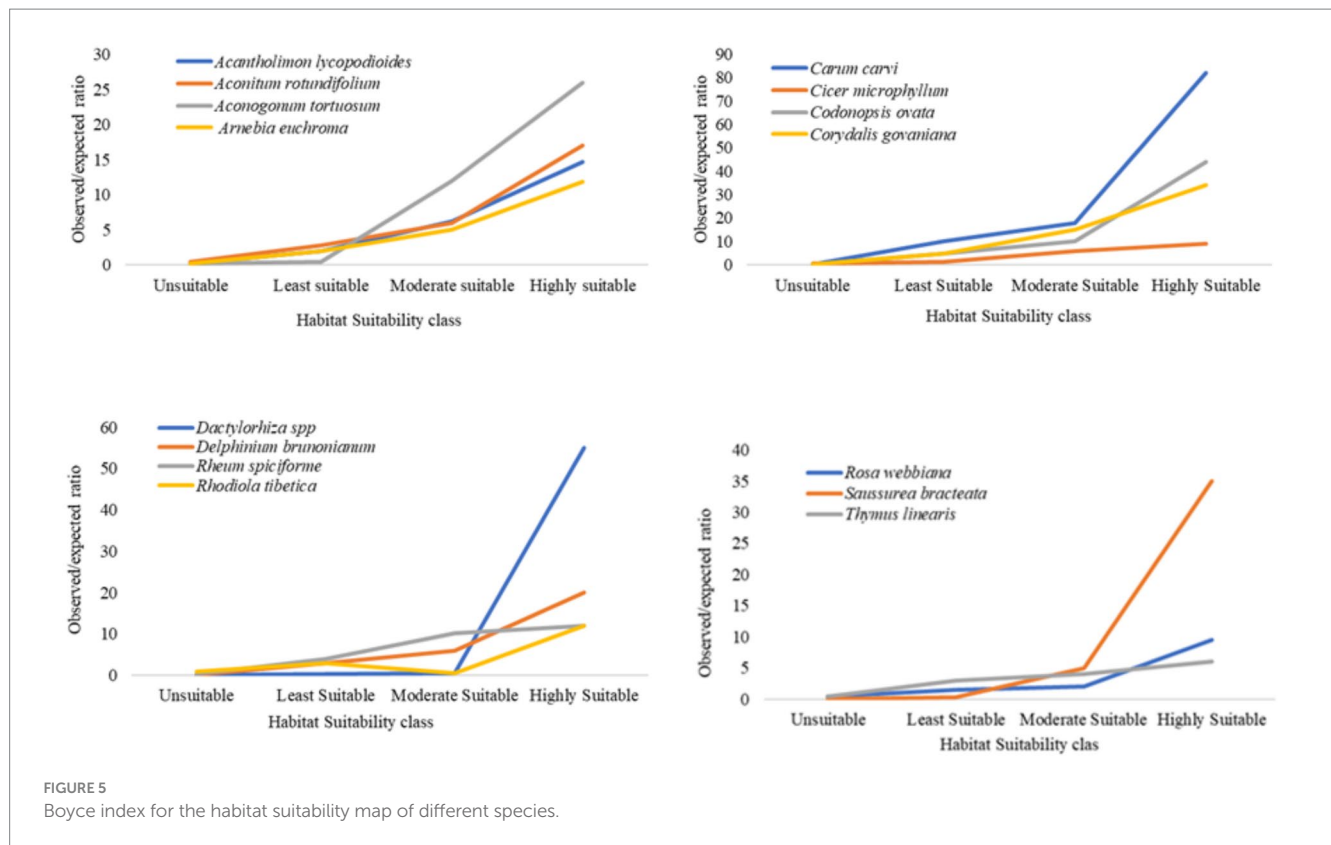 30
25
20
15
10
5
0
Observed/expected ratio
Acantholimon lycopodioides
Aconitum rotundifolium
Aconogonum tortuosum
Arnebia euchroma
Unsuitable Least suitable Moderate suitable Highly suitable
Habitat Suitability class
90
80
70
60
50
40
30
20
10
0
Observed/expected ratio
Carum carvi
Cicer microphyllum
Codonopsis ovata
Corydalis govaniana
Unsuitable Least Suitable Moderate Suitable Highly Suitable
Habitat Suitability class
60
50
40
30
20
10
0
Observed/expected ratio
Dactylorhiza spp
Delphinium brunonianum
Rheum spiciforme
Rhodiola tibetica
Unsuitable Least Suitable Moderate Suitable Highly Suitable
Habitat Suitability class
40
35
30
25
20
15
10
5
0
Observed/expected ratio
Rosa webbiana
Saussurea bracteata
Thymus linearis
Unsuitable Least Suitable Moderate Suitable Highly Suitable
Habitat Suitability clas
FIGURE 5
Boyce index for the habitat suitability map of different species.